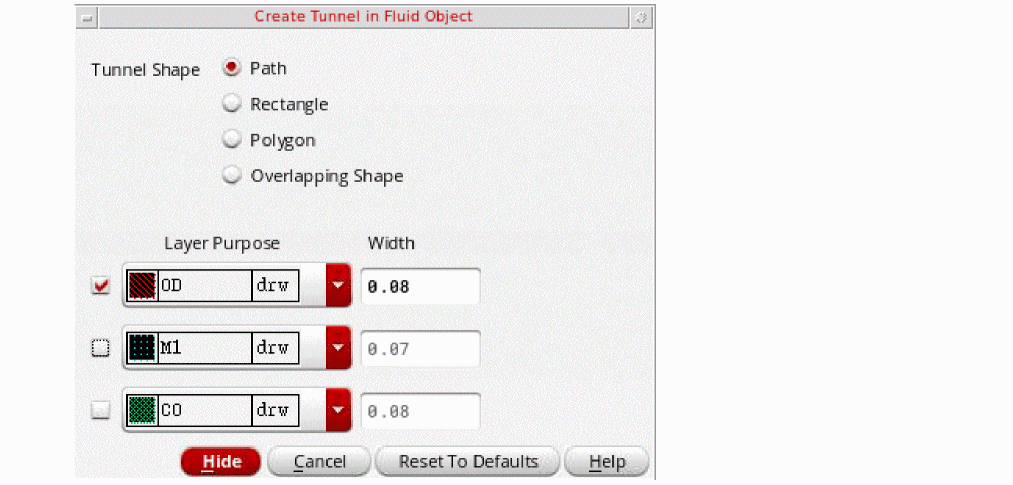 Create Tunnel in Fluid Object
Tunnel Shape Path
Rectangle
Polygon
Overlapping Shape
Layer Purpose Width
OD drw 0.08
M1 drw 0.07
CO drw 0.08
Hide Cancel Reset To Defaults Help